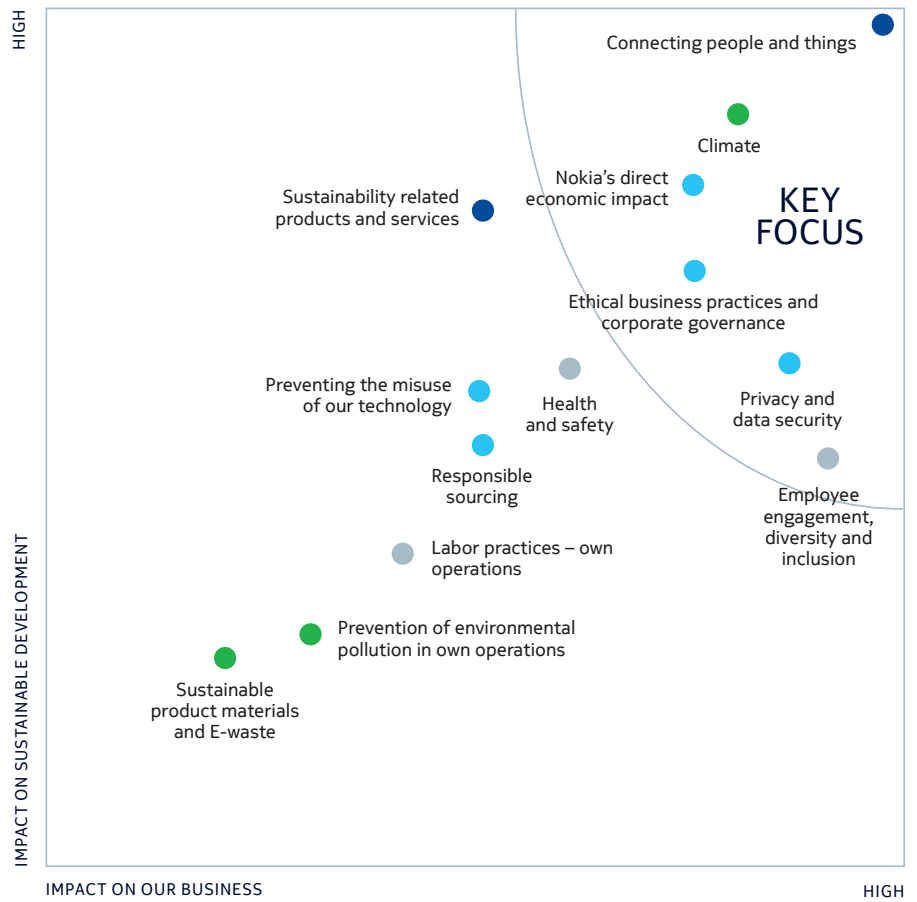 HIGH
Connecting people and things
Climate
Nokia’s direct
economic impact
KEY
FOCUS
Sustainability related
products and services
Ethical business practices and
corporate governance
Preventing the misuse
of our technology
Health
and safety
Privacy and
data security
Responsible
sourcing
Employee
engagement,
diversity and
inclusion
Labor practices – own
operations
Prevention of environmental
pollution in own operations
Sustainable
product materials
and E-waste
IMPACT ON SUSTAINABLE DEVELOPMENT
IMPACT ON OUR BUSINESS
HIGH